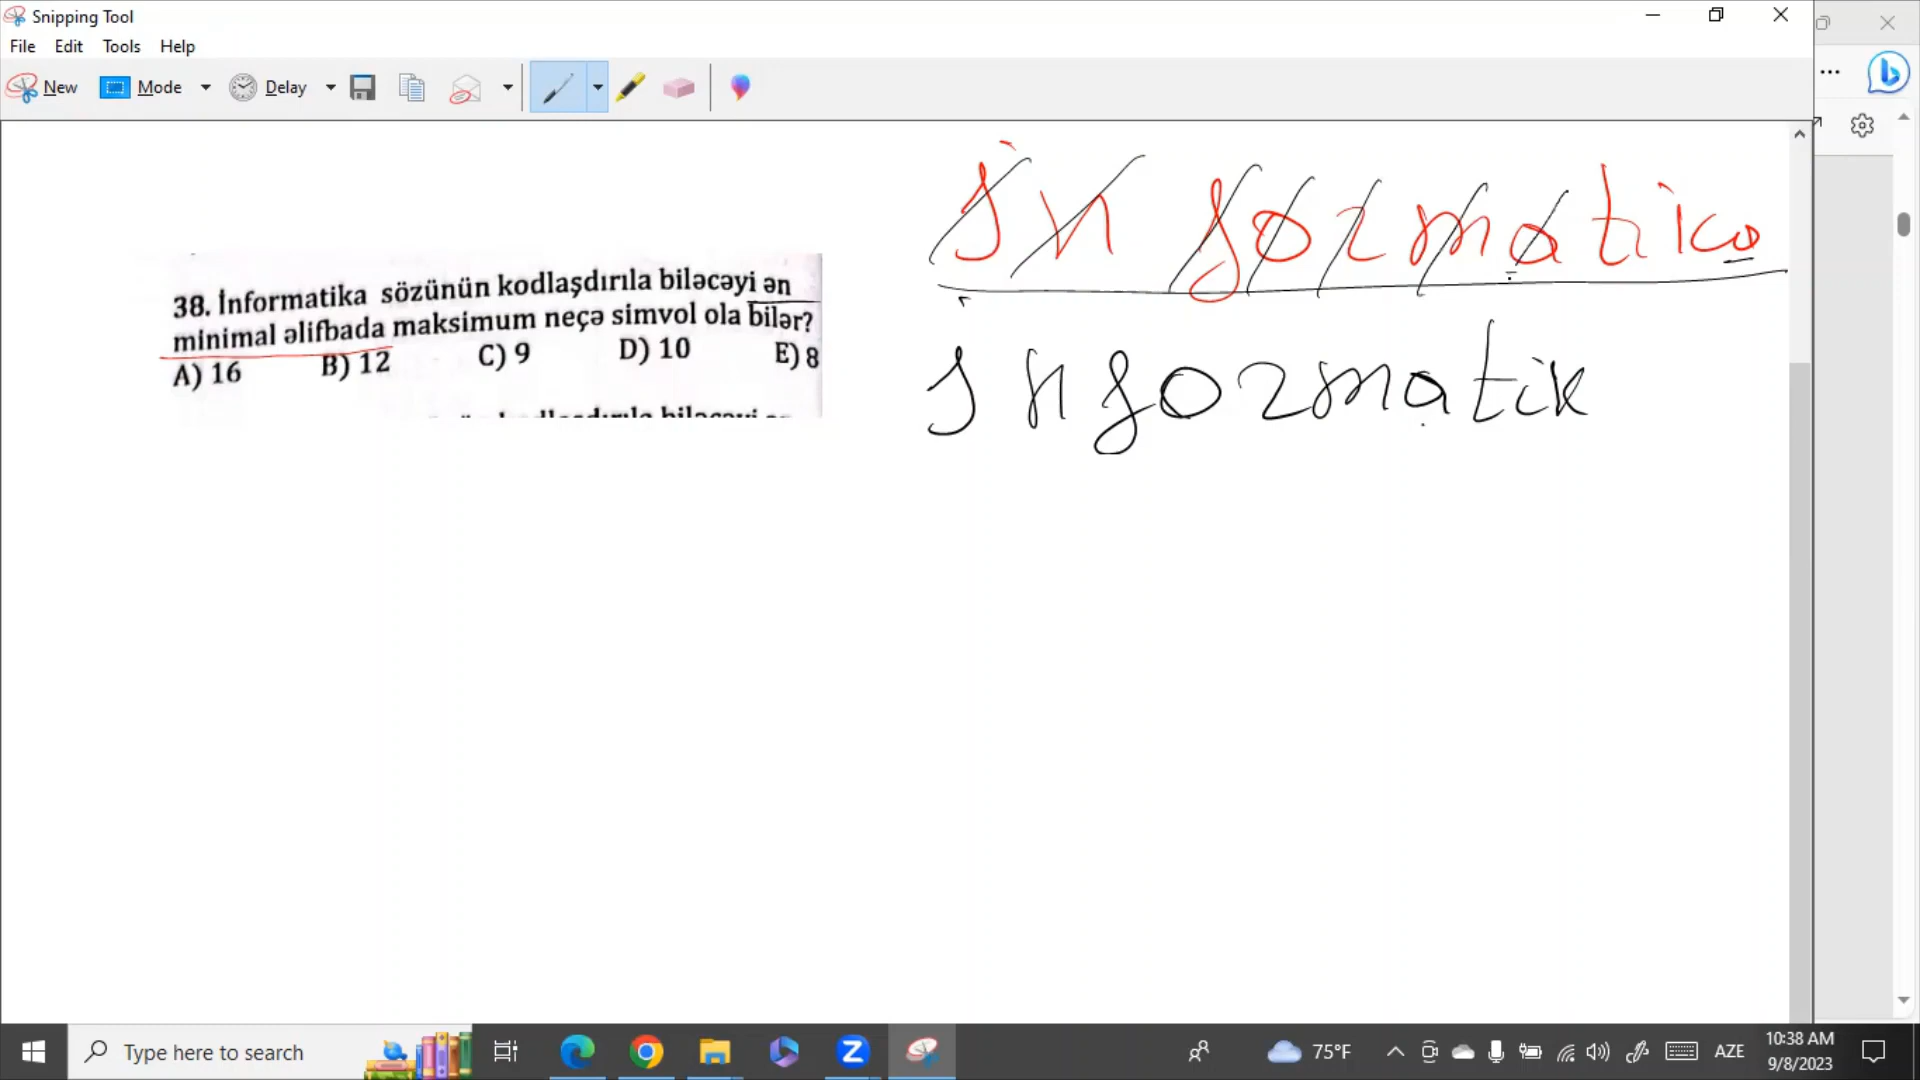 Snipping Tool
File Edit Tools Help
New Mode Delay
İnformatika
38. İnformatika sözünün kodlaşdırıla biləcəyi ən
minimal əlifbada maksimum neçə simvol ola bilər?
A) 16 B) 12 C) 9 D) 10 E) 8
Informatik
Type here to search
75°F
AZE
10:38 AM
9/8/2023